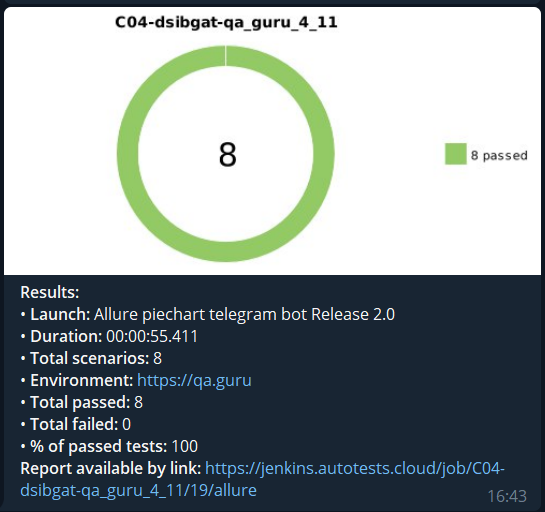 C04-dsibgat-qa_guru_4_11
8
8 passed
Results:
• Launch: Allure piechart telegram bot Release 2.0
• Duration: 00:00:55.411
• Total scenarios: 8
• Environment: https://qa.guru
• Total passed: 8
• Total failed: 0
• % of passed tests: 100
Report available by link: https://jenkins.autotests.cloud/job/C04-
dsibgat-qa_guru_4_11/19/allure
16:43